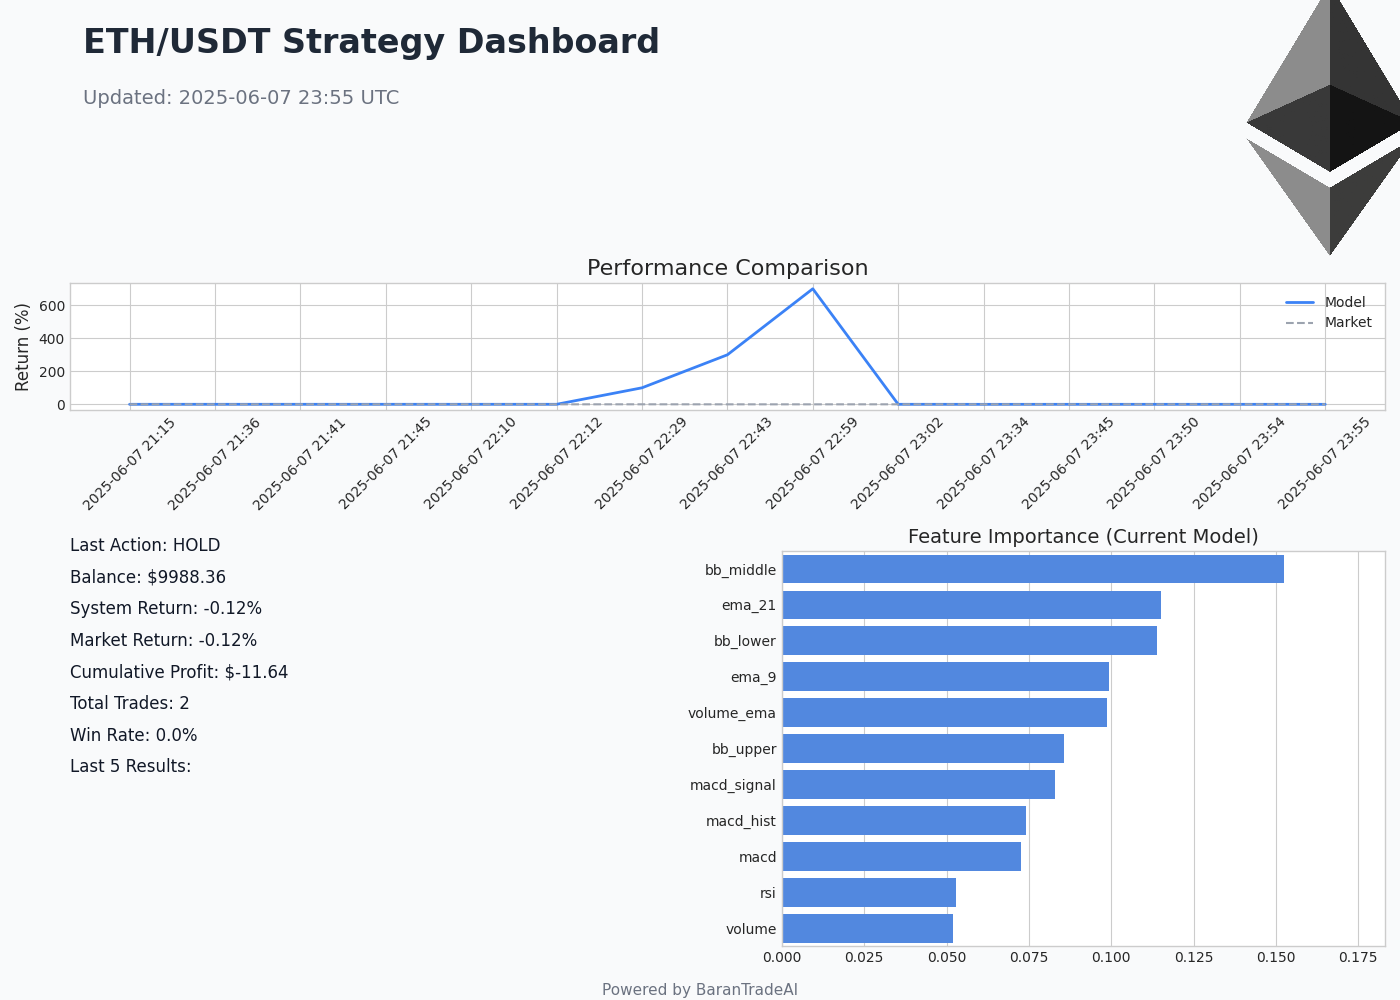 ETH/USDT Strategy Dashboard
Updated: 2025-06-07 23:55 UTC
Performance Comparison
Return (%)
600
400
200
0
Model
Market
2025-06-07 21:15
2025-06-07 21:36
2025-06-07 21:41
2025-06-07 21:45
2025-06-07 22:10
2025-06-07 22:12
2025-06-07 22:29
2025-06-07 22:43
2025-06-07 22:59
2025-06-07 23:02
2025-06-07 23:34
2025-06-07 23:45
2025-06-07 23:50
2025-06-07 23:54
2025-06-07 23:55
Last Action: HOLD
Balance: $9988.36
System Return: -0.12%
Market Return: -0.12%
Cumulative Profit: $-11.64
Total Trades: 2
Win Rate: 0.0%
Last 5 Results:
Feature Importance (Current Model)
bb_middle
ema_21
bb_lower
ema_9
volume_ema
bb_upper
macd_signal
macd_hist
macd
rsi
volume
0.000 0.025 0.050 0.075 0.100 0.125 0.150 0.175
Powered by BaranTradeAI